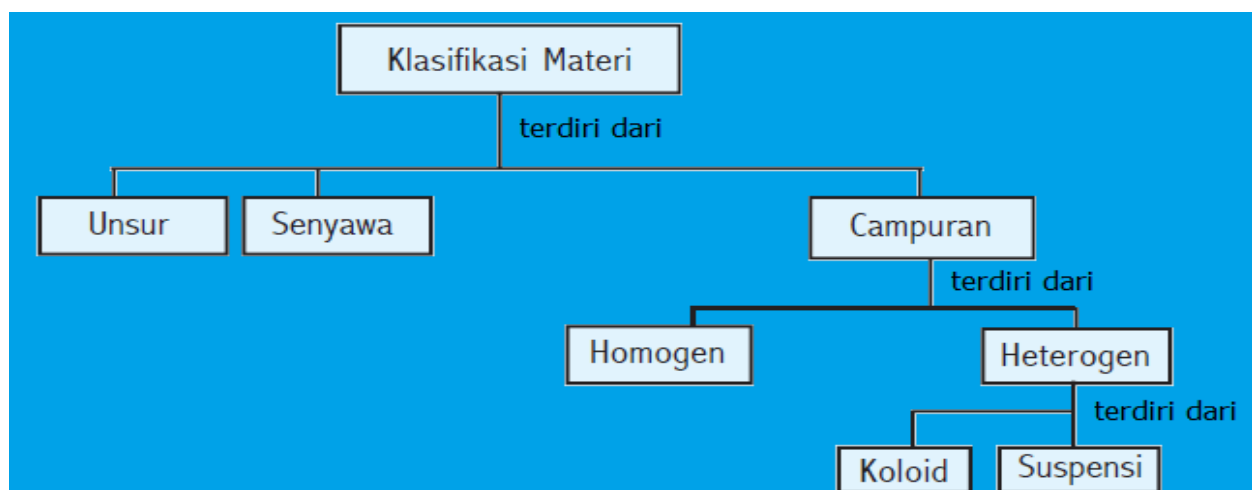 Klasifikasi Materi
terdiri dari
Unsur
Senyawa
Campuran
terdiri dari
Homogen
Heterogen
terdiri dari
Koloid
Suspensi